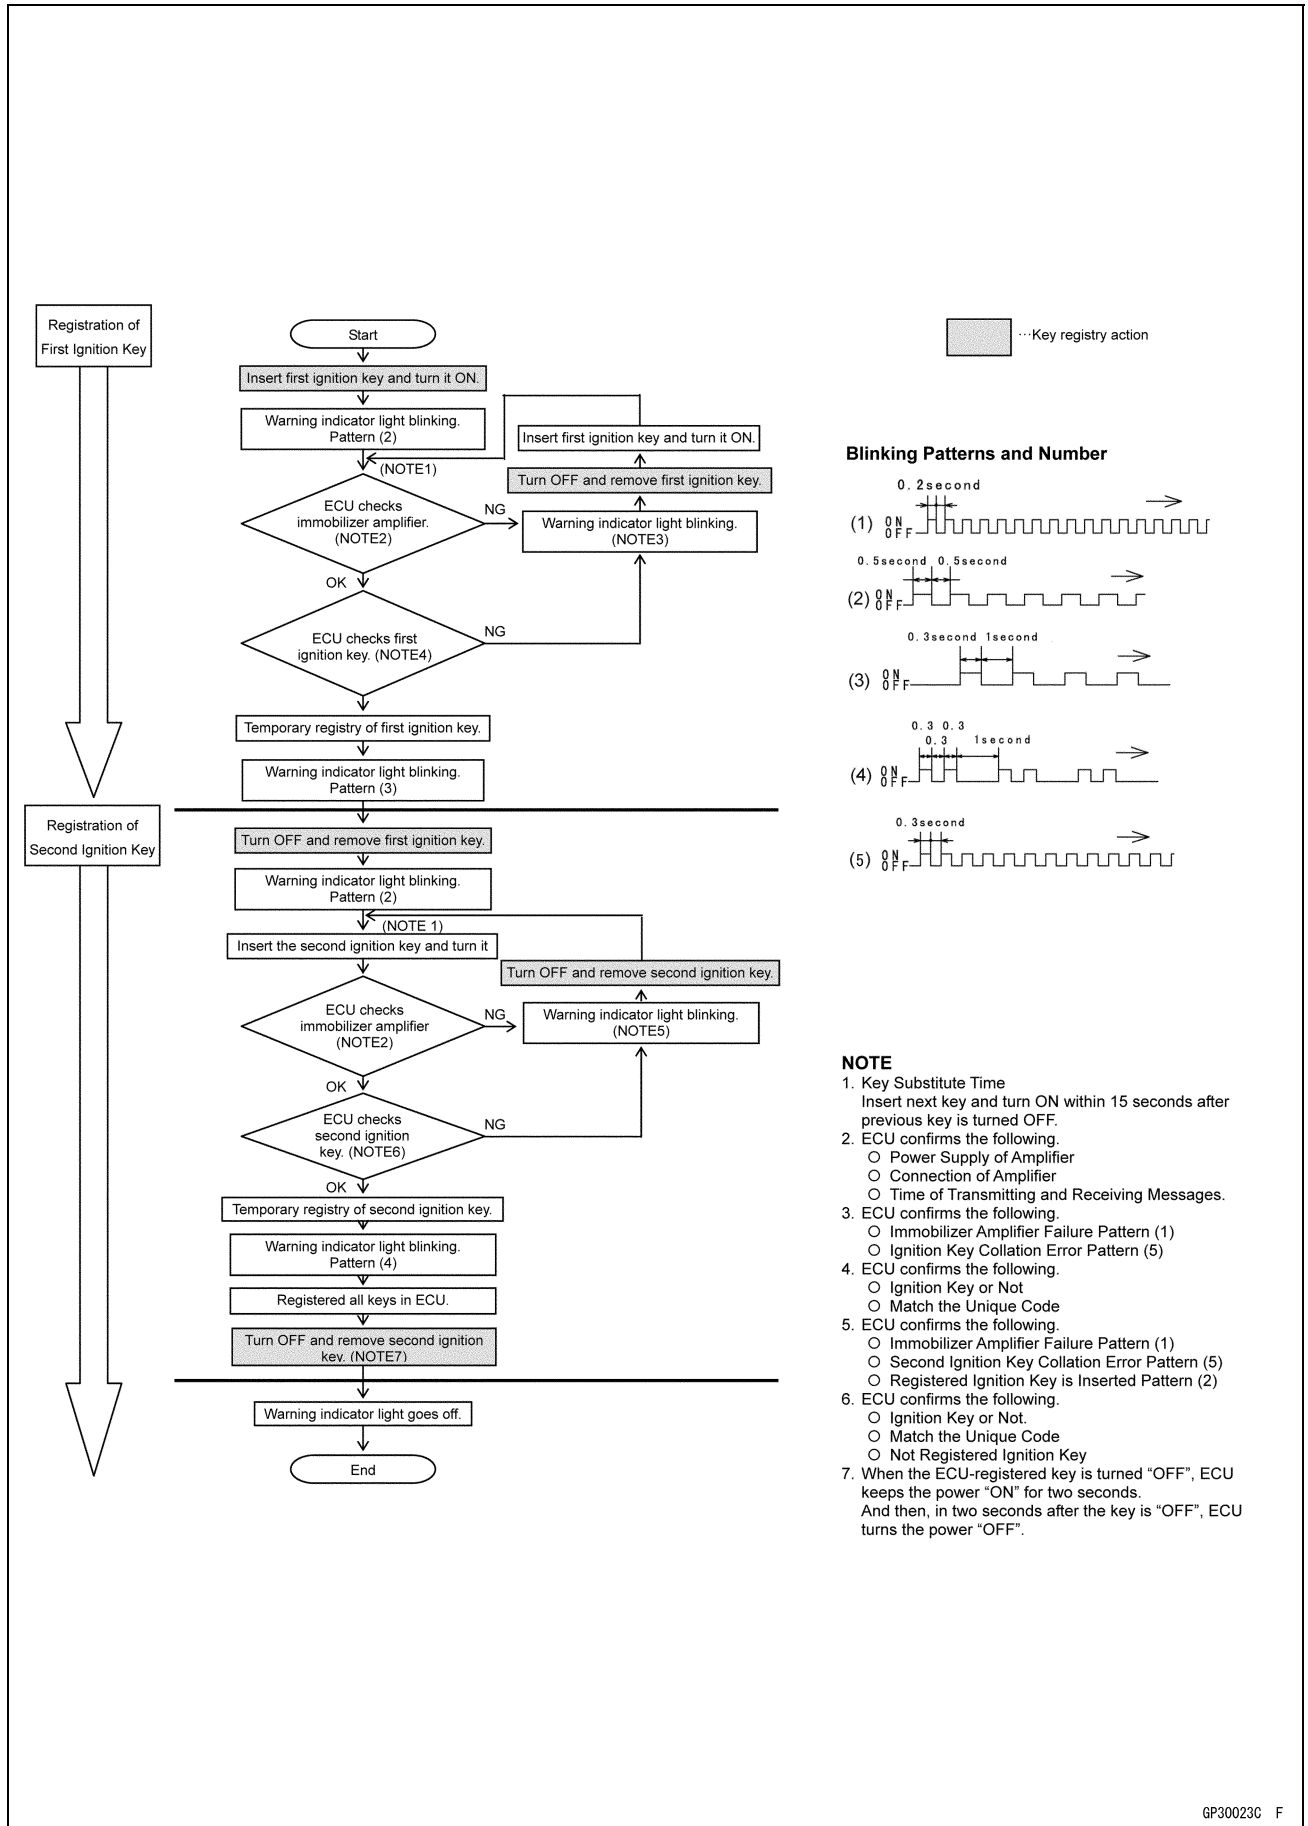 Registration of
First Ignition Key
Start
Insert first ignition key and turn it ON.
Warning indicator light blinking.
Pattern (2)
(NOTE1)
Insert first ignition key and turn it ON.
Turn OFF and remove first ignition key.
ECU checks
immobilizer amplifier.
(NOTE2)
NG
Warning indicator light blinking.
(NOTE3)
OK
ECU checks first
ignition key. (NOTE4)
NG
Temporary registry of first ignition key.
Warning indicator light blinking.
Pattern (3)
Registration of
Second Ignition Key
Turn OFF and remove first ignition key.
Warning indicator light blinking.
Pattern (2)
(NOTE 1)
Insert the second ignition key and turn it
Turn OFF and remove second ignition key.
ECU checks
immobilizer amplifier
(NOTE2)
NG
Warning indicator light blinking.
(NOTE5)
OK
ECU checks
second ignition
key. (NOTE6)
NG
OK
Temporary registry of second ignition key.
Warning indicator light blinking.
Pattern (4)
Registered all keys in ECU.
Turn OFF and remove second ignition
key. (NOTE7)
Warning indicator light goes off.
End
···Key registry action
Blinking Patterns and Number
0.2second
(1) ON
OFF
0.5second 0.5second
(2) ON
OFF
0.3second 1second
(3) ON
OFF
0.3 0.3
0.3 1second
(4) ON
OFF
0.3second
(5) ON
OFF
NOTE
1. Key Substitute Time
Insert next key and turn ON within 15 seconds after
previous key is turned OFF.
2. ECU confirms the following.
○ Power Supply of Amplifier
○ Connection of Amplifier
○ Time of Transmitting and Receiving Messages.
3. ECU confirms the following.
○ Immobilizer Amplifier Failure Pattern (1)
○ Ignition Key Collation Error Pattern (5)
4. ECU confirms the following.
○ Ignition Key or Not
○ Match the Unique Code
5. ECU confirms the following.
○ Immobilizer Amplifier Failure Pattern (1)
○ Second Ignition Key Collation Error Pattern (5)
○ Registered Ignition Key is Inserted Pattern (2)
6. ECU confirms the following.
○ Ignition Key or Not.
○ Match the Unique Code
○ Not Registered Ignition Key
7. When the ECU-registered key is turned “OFF”, ECU
keeps the power “ON” for two seconds.
And then, in two seconds after the key is “OFF”, ECU
turns the power “OFF”.
GP30023C F